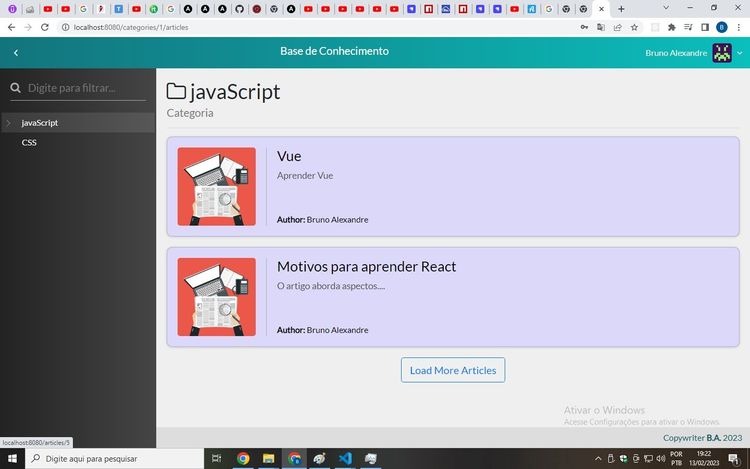 localhost:8080/categories/1/articles
Base de Conhecimento
Bruno Alexandre
Digite para filtrar...
javaScript
CSS
javaScript
Categoria
Vue
Aprender Vue
Author: Bruno Alexandre
Motivos para aprender React
O artigo aborda aspectos....
Author: Bruno Alexandre
Load More Articles
Ativar o Windows
Acesse Configurações para ativar o Windows.
Copywriter B.A. 2023
localhost:8080/articles/5
Digite aqui para pesquisar
POR
PTB
19:22
13/02/2023